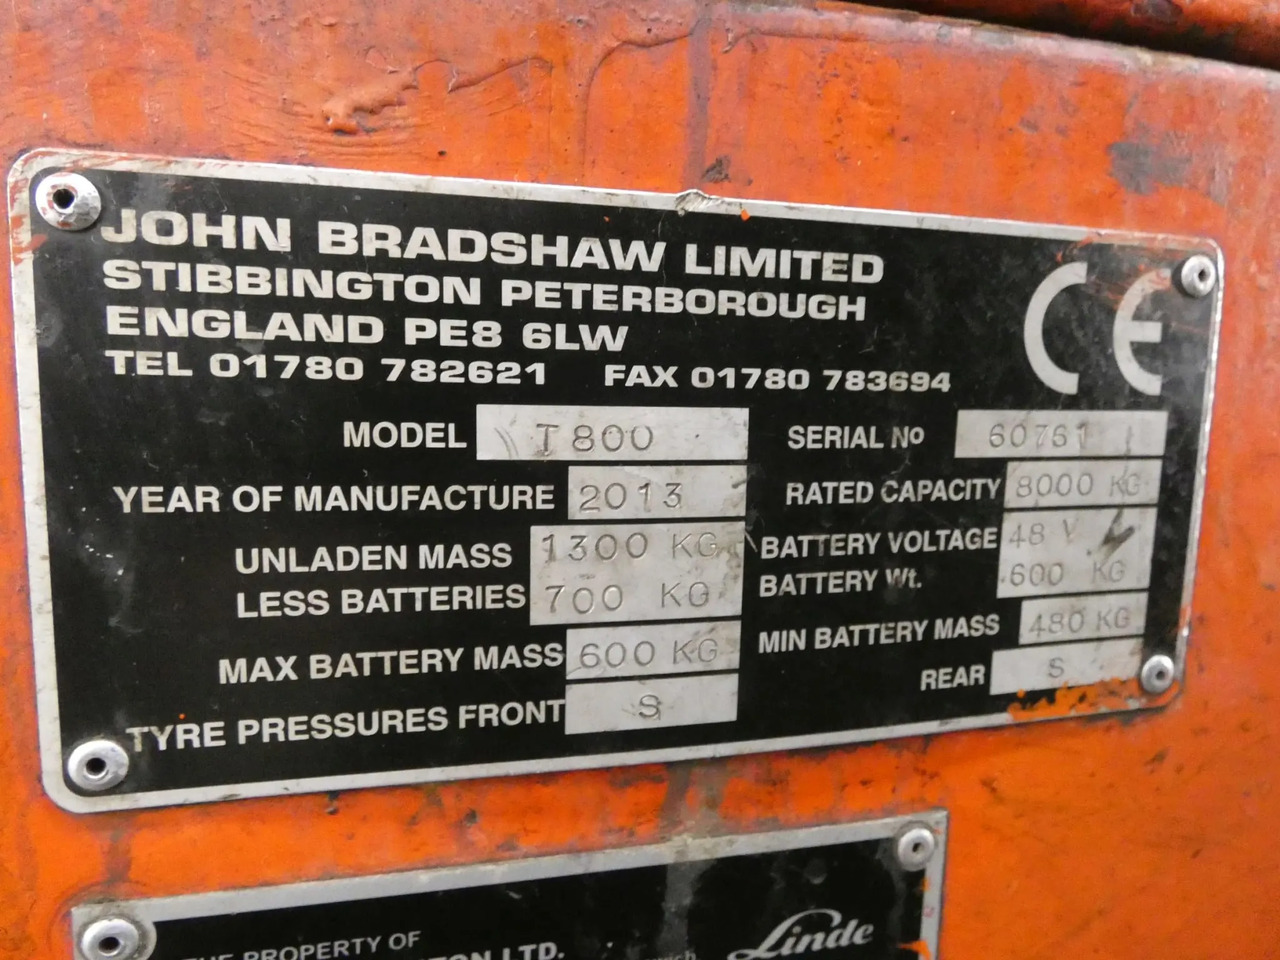 JOHN BRADSHAW LIMITED
STIBBINGTON PETERBOROUGH
ENGLAND PE8 6LW
TEL 01780 782621 FAX 01780 783694
CE
MODEL T800 SERIAL No 60761
YEAR OF MANUFACTURE 2013 RATED CAPACITY 8000 KG
UNLADEN MASS 1300 KG BATTERY VOLTAGE 48 V
LESS BATTERIES 700 KG BATTERY Wt. 600 KG
MAX BATTERY MASS 600 KG MIN BATTERY MASS 480 KG
TYRE PRESSURES FRONT S REAR S
THE PROPERTY OF
LTD.
Linde